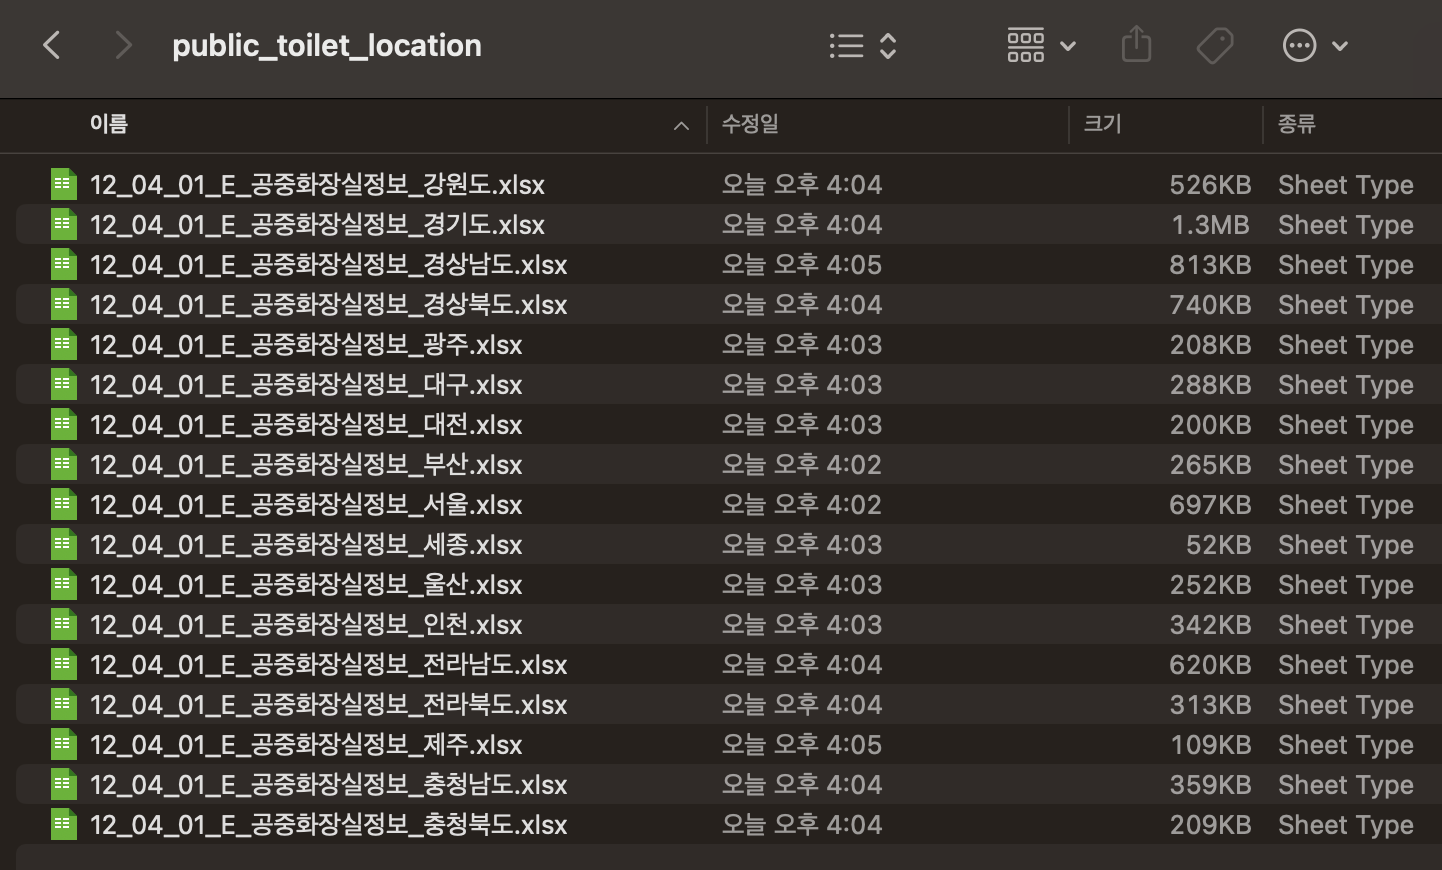 public_toilet_location
이름 수정일 크기 종류
12_04_01_E_공중화장실정보_강원도.xlsx 오늘 오후 4:04 526KB Sheet Type
12_04_01_E_공중화장실정보_경기도.xlsx 오늘 오후 4:04 1.3MB Sheet Type
12_04_01_E_공중화장실정보_경상남도.xlsx 오늘 오후 4:05 813KB Sheet Type
12_04_01_E_공중화장실정보_경상북도.xlsx 오늘 오후 4:04 740KB Sheet Type
12_04_01_E_공중화장실정보_광주.xlsx 오늘 오후 4:03 208KB Sheet Type
12_04_01_E_공중화장실정보_대구.xlsx 오늘 오후 4:03 288KB Sheet Type
12_04_01_E_공중화장실정보_대전.xlsx 오늘 오후 4:03 200KB Sheet Type
12_04_01_E_공중화장실정보_부산.xlsx 오늘 오후 4:02 265KB Sheet Type
12_04_01_E_공중화장실정보_서울.xlsx 오늘 오후 4:02 697KB Sheet Type
12_04_01_E_공중화장실정보_세종.xlsx 오늘 오후 4:03 52KB Sheet Type
12_04_01_E_공중화장실정보_울산.xlsx 오늘 오후 4:03 252KB Sheet Type
12_04_01_E_공중화장실정보_인천.xlsx 오늘 오후 4:03 342KB Sheet Type
12_04_01_E_공중화장실정보_전라남도.xlsx 오늘 오후 4:04 620KB Sheet Type
12_04_01_E_공중화장실정보_전라북도.xlsx 오늘 오후 4:04 313KB Sheet Type
12_04_01_E_공중화장실정보_제주.xlsx 오늘 오후 4:05 109KB Sheet Type
12_04_01_E_공중화장실정보_충청남도.xlsx 오늘 오후 4:04 359KB Sheet Type
12_04_01_E_공중화장실정보_충청북도.xlsx 오늘 오후 4:04 209KB Sheet Type